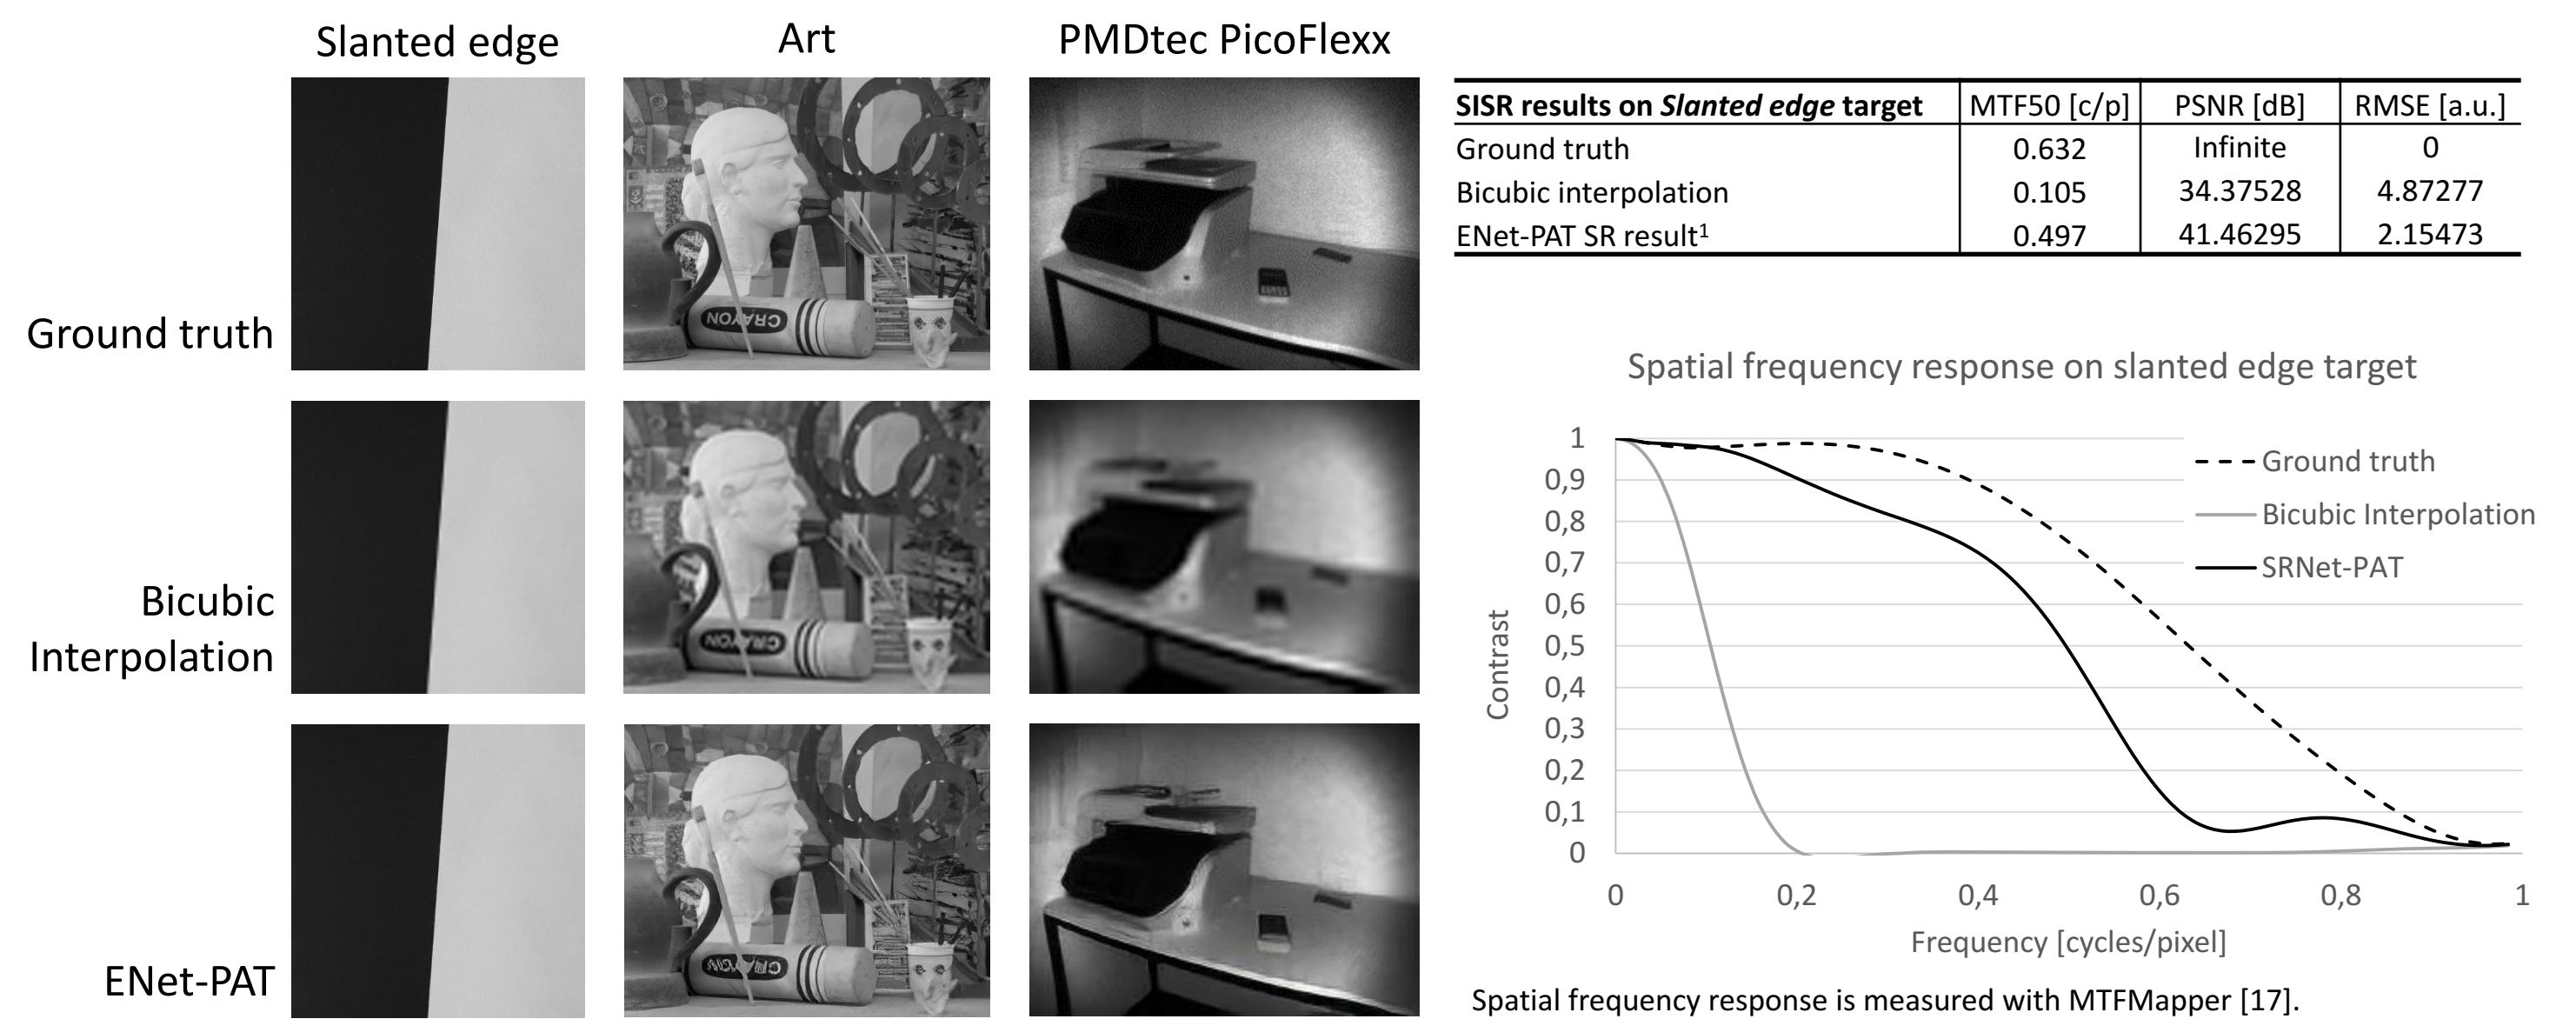 Slanted edge
Art
PMDtec PicoFlexx
Ground truth
Bicubic
Interpolation
ENet-PAT
CRAYON
CRAYON
SISR results on Slanted edge target MTF50 [c/p] PSNR [dB] RMSE [a.u.]
Ground truth 0.632 Infinite 0
Bicubic interpolation 0.105 34.37528 4.87277
ENet-PAT SR result¹ 0.497 41.46295 2.15473
Spatial frequency response on slanted edge target
1
0,9
0,8
0,7
0,6
0,5
0,4
0,3
0,2
0,1
0
Contrast
Ground truth
Bicubic Interpolation
SRNet-PAT
0 0,2 0,4 0,6 0,8 1
Frequency [cycles/pixel]
Spatial frequency response is measured with MTFMapper [17].